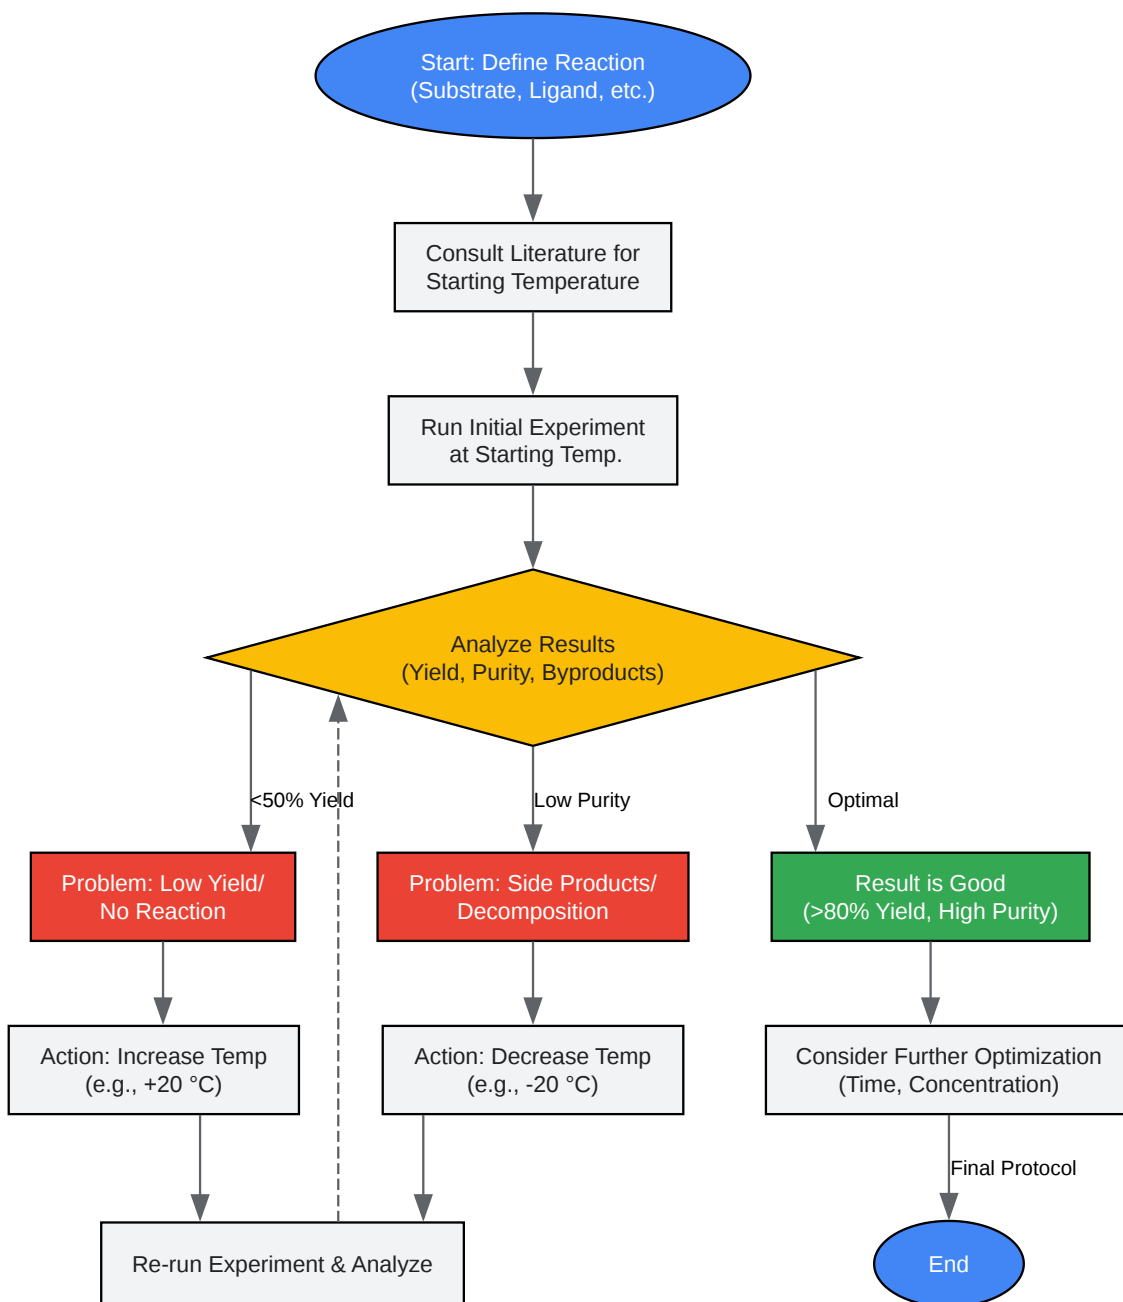 Start: Define Reaction
(Substrate, Ligand, etc.)
Consult Literature for
Starting Temperature
Run Initial Experiment
at Starting Temp.
Analyze Results
(Yield, Purity, Byproducts)
<50% Yield
Low Purity
Optimal
Problem: Low Yield/
No Reaction
Problem: Side Products/
Decomposition
Result is Good
(>80% Yield, High Purity)
Action: Increase Temp
(e.g., +20 °C)
Action: Decrease Temp
(e.g., -20 °C)
Consider Further Optimization
(Time, Concentration)
Final Protocol
Re-run Experiment & Analyze
End